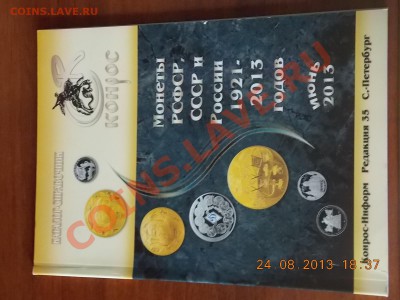 COINS.LAVE.RU
КОНРОС
Монеты
РСФСР,
СССР и
России
1921-
2013
годов
июнь
2013
Конрос-Информ Редакция 35 С.-Петербург
COINS.LAVE.RU
24 08 2013 18:37